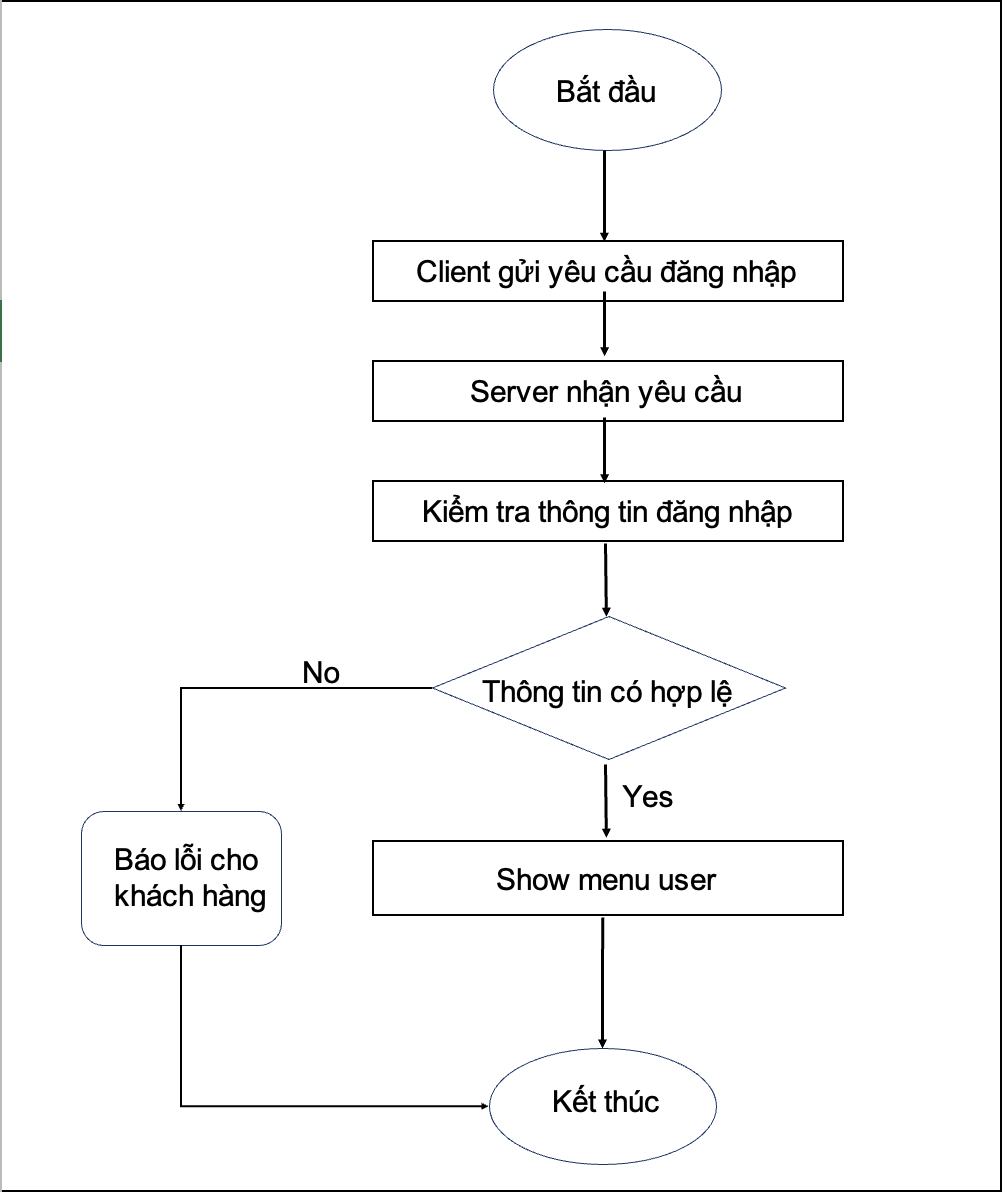 Bắt đầu
Client gửi yêu cầu đăng nhập
Server nhận yêu cầu
Kiểm tra thông tin đăng nhập
Thông tin có hợp lệ
No
Yes
Báo lỗi cho
khách hàng
Show menu user
Kết thúc